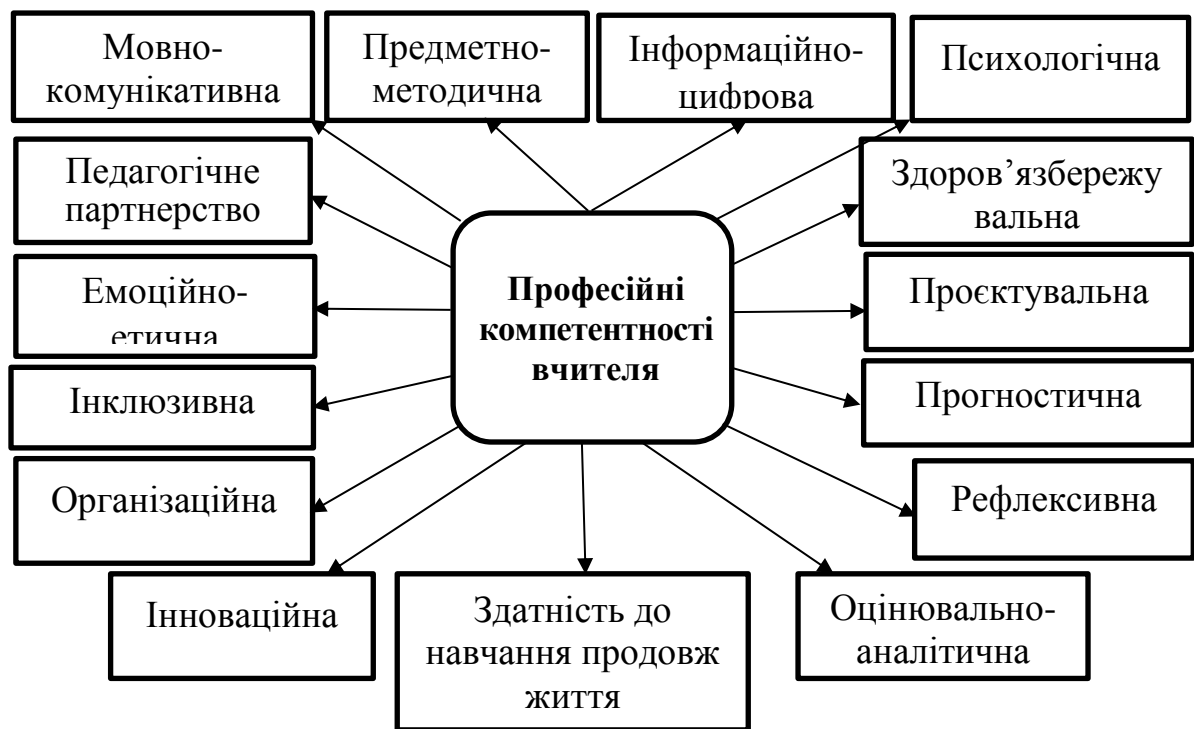 Мовно-
комунікативна
Предметно-
методична
Інформаційно-
цифрова
Психологічна
Педагогічне
партнерство
Здоров’язбережу
вальна
Емоційно-
етична
Професійні
компетентності
вчителя
Проєктувальна
Інклюзивна
Прогностична
Організаційна
Рефлексивна
Інноваційна
Здатність до
навчання продовж
життя
Оцінювально-
аналітична